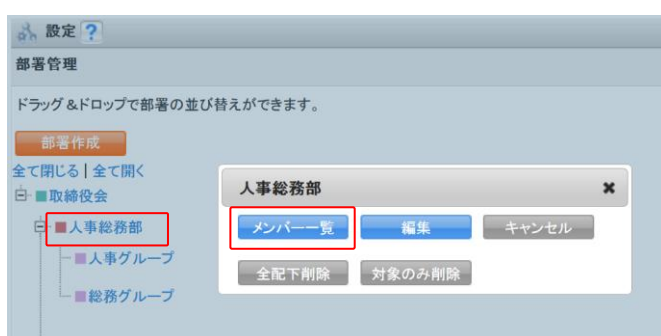 設定 ?
部署管理
ドラッグ&ドロップで部署の並び替えができます。
部署作成
全て閉じる | 全て開く
取締役会
人事総務部
人事グループ
総務グループ
人事総務部 ✖
メンバー一覧 編集 キャンセル
全配下削除 対象のみ削除